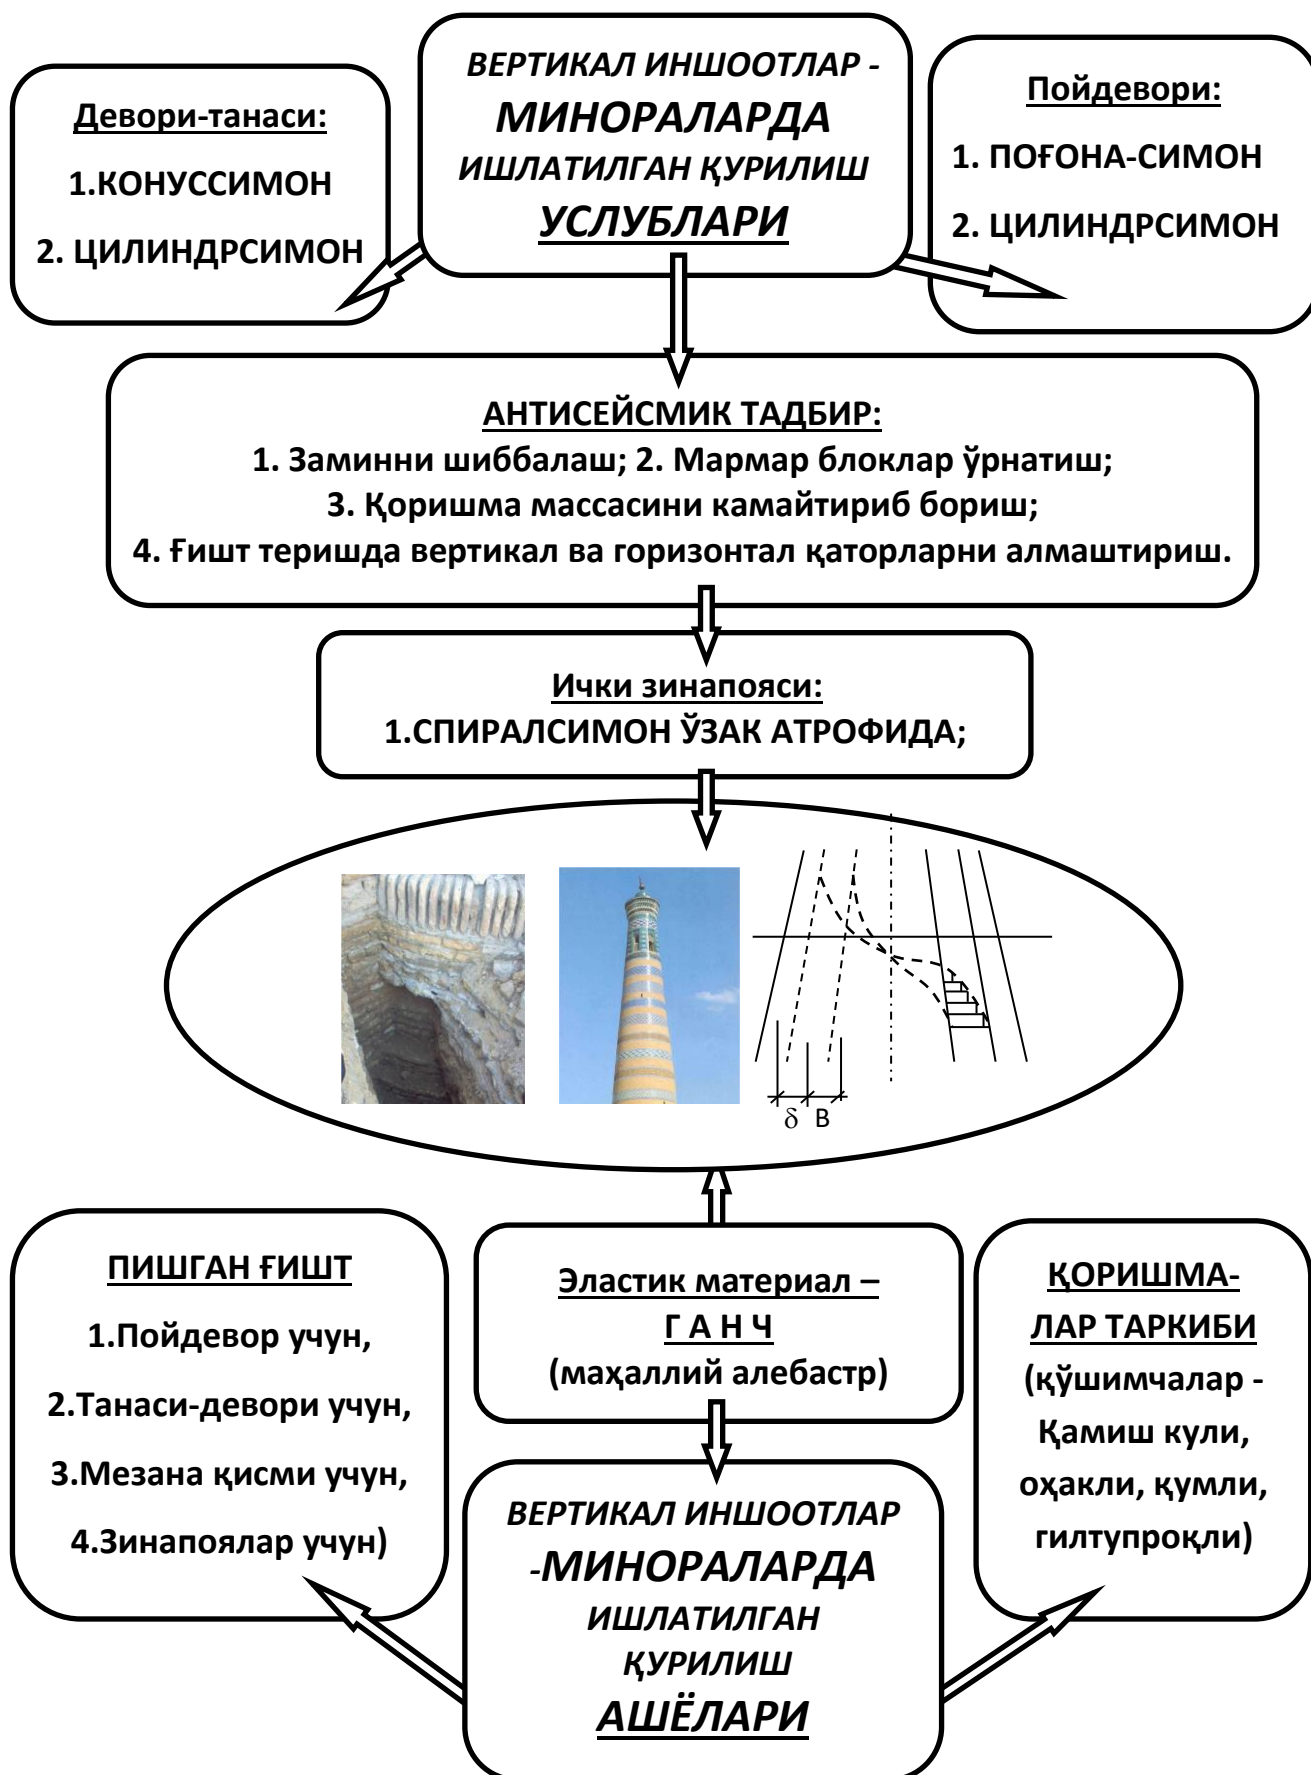 Девори-танаси:
1.КОНУССИМОН
2. ЦИЛИНДРСИМОН
ВЕРТИКАЛ ИНШООТЛАР -
МИНОРАЛАРДА
ИШЛАТИЛГАН ҚУРИЛИШ
УСЛУБЛАРИ
Пойдевори:
1. ПОҒОНА-СИМОН
2. ЦИЛИНДРСИМОН
АНТИСЕЙСМИК ТАДБИР:
1. Заминни шиббалаш; 2. Мармар блоклар ўрнатиш;
3. Қоришма массасини камайтириб бориш;
4. Ғишт теришда вертикал ва горизонтал қаторларни алмаштириш.
Ички зинапояси:
1.СПИРАЛСИМОН ЎЗАК АТРОФИДА;
δ В
ПИШГАН ҒИШТ
1.Пойдевор учун,
2.Танаси-девори учун,
3.Мезана қисми учун,
4.Зинапоялар учун)
Эластик материал –
Г А Н Ч
(маҳаллий алебастр)
ҚОРИШМА-
ЛАР ТАРКИБИ
(қўшимчалар -
Қамиш кули,
оҳакли, қумли,
гилтупроқли)
ВЕРТИКАЛ ИНШООТЛАР
-МИНОРАЛАРДА
ИШЛАТИЛГАН
ҚУРИЛИШ
АШЁЛАРИ